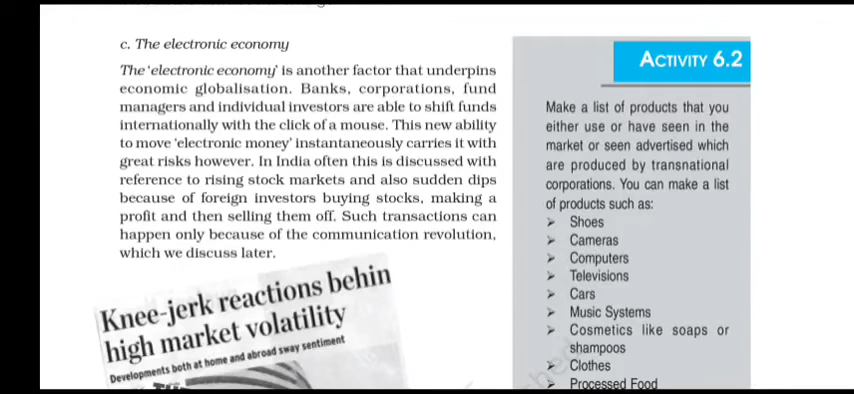 c. The electronic economy
The 'electronic economy' is another factor that underpins
economic globalisation. Banks, corporations, fund
managers and individual investors are able to shift funds
internationally with the click of a mouse. This new ability
to move 'electronic money' instantaneously carries it with
great risks however. In India often this is discussed with
reference to rising stock markets and also sudden dips
because of foreign investors buying stocks, making a
profit and then selling them off. Such transactions can
happen only because of the communication revolution,
which we discuss later.
Knee-jerk reactions behin
high market volatility
Developments both at home and abroad sway sentiment
ACTIVITY 6.2
Make a list of products that you
either use or have seen in the
market or seen advertised which
are produced by transnational
corporations. You can make a list
of products such as:
➢ Shoes
➢ Cameras
➢ Computers
➢ Televisions
➢ Cars
➢ Music Systems
➢ Cosmetics like soaps or
shampoos
➢ Clothes
➢ Processed Food